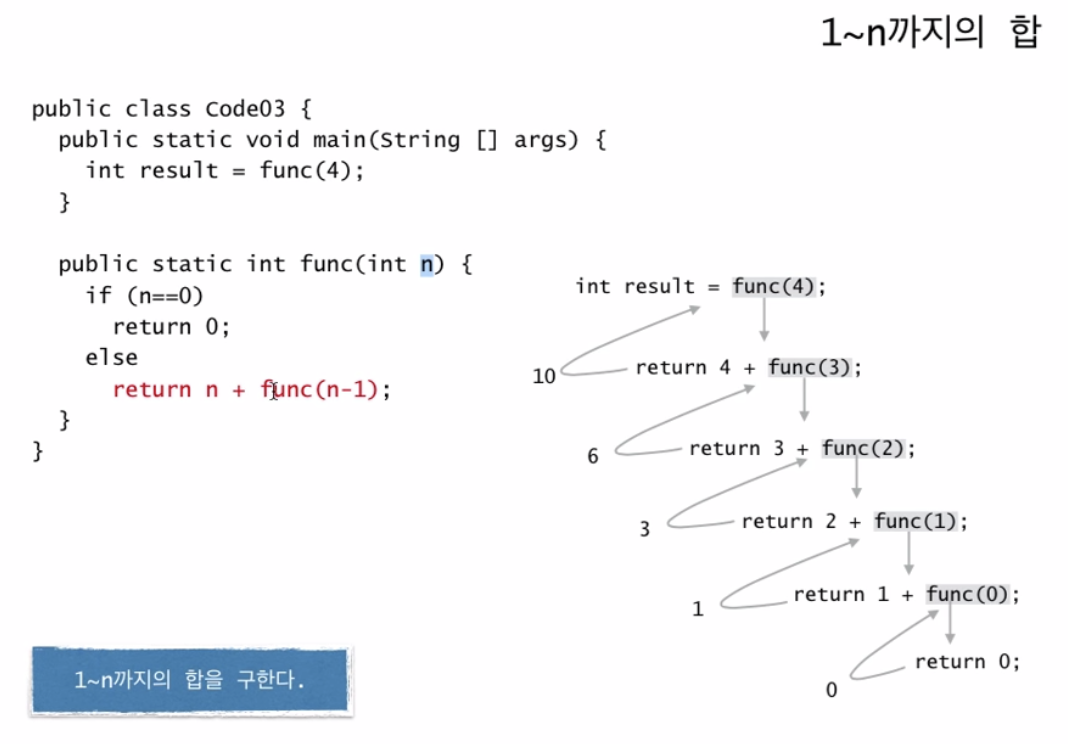 1~n까지의 합
public class Code03 {
public static void main(String [] args) {
int result = func(4);
}
public static int func(int n) {
if (n==0)
return 0;
else
return n + func(n-1);
}
}
int result = func(4);
10
return 4 + func(3);
6
return 3 + func(2);
3
return 2 + func(1);
1
return 1 + func(0);
0
return 0;
1~n까지의 합을 구한다.